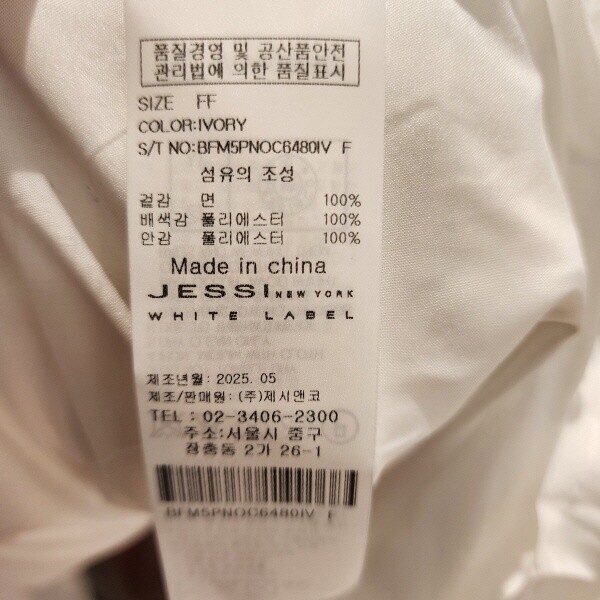 품질경영 및 공산품안전
관리법에 의한 품질표시
SIZE FF
COLOR:IVORY
S/T NO:BFM5PNOC6480IV F
섬유의 조성
겉감 면 100%
배색감 폴리에스터 100%
안감 폴리에스터 100%
Made in china
JESSI NEW YORK
WHITE LABEL
제조년월: 2025. 05
제조/판매원: (주)제시앤코
TEL : 02-3406-2300
주소:서울시 중구
장충동 2가 26-1
BFM5PNOC6480IV F